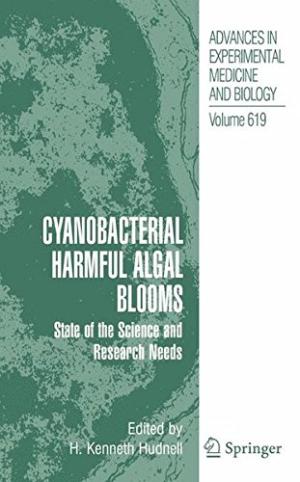 ADVANCES IN
EXPERIMENTAL
MEDICINE
AND BIOLOGY
Volume 619
CYANOBACTERIAL
HARMFUL ALGAL
BLOOMS
State of the Science and
Research Needs
Edited by
H. Kenneth Hudnell
Springer